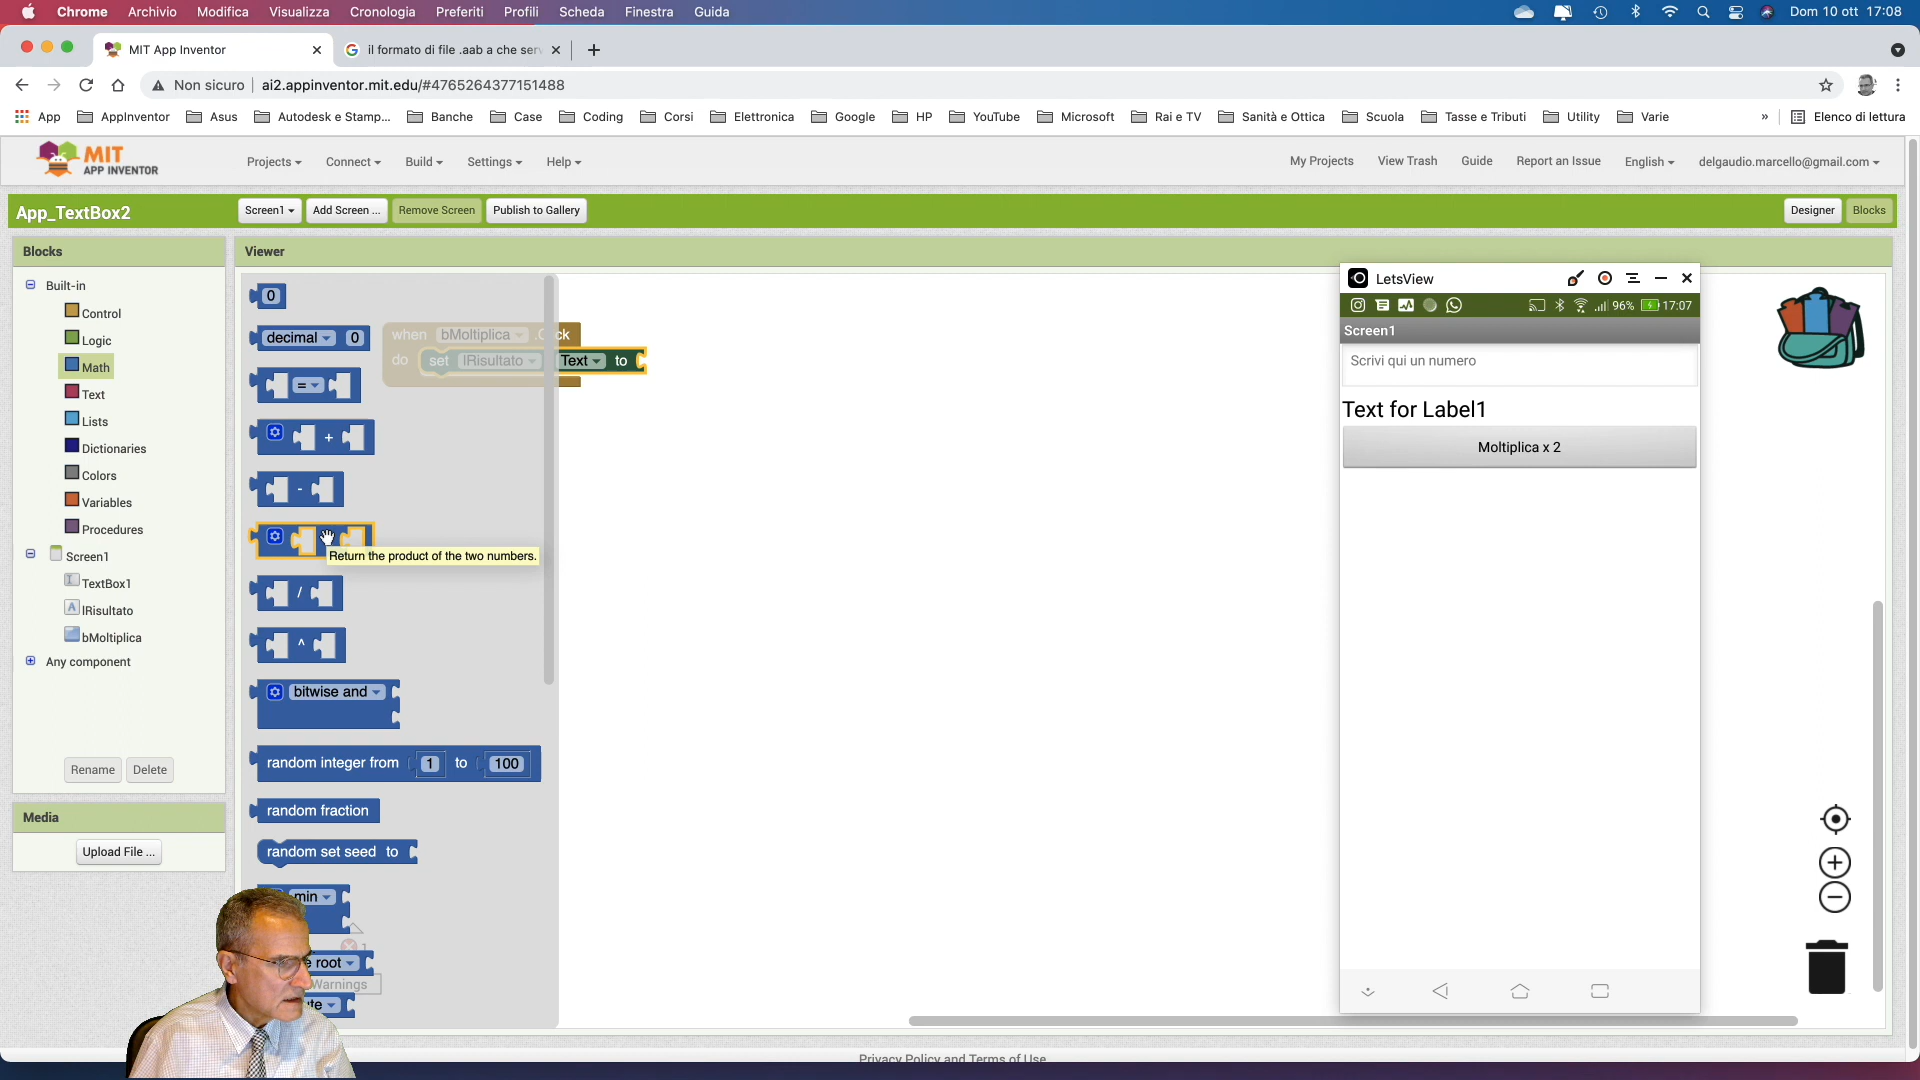 Chrome Archivio Modifica Visualizza Cronologia Preferiti Profili Scheda Finestra Guida Dom 10 ott 17:08
MIT App Inventor
il formato di file .aab a che serv
Non sicuro ai2.appinventor.mit.edu/#4765264377151488
App AppInventor Asus Autodesk e Stamp... Banche Case Coding Corsi Elettronica Google HP YouTube Microsoft Rai e TV Sanità e Ottica Scuola Tasse e Tributi Utility Varie » Elenco di lettura
MIT
APP INVENTOR
Projects Connect Build Settings Help My Projects View Trash Guide Report an Issue English delgaudio.marcello@gmail.com
App_TextBox2 Screen1 Add Screen ... Remove Screen Publish to Gallery Designer Blocks
Blocks
Built-in
Control
Logic
Math
Text
Lists
Dictionaries
Colors
Variables
Procedures
Screen1
TextBox1
lRisultato
bMoltiplica
Any component
Rename Delete
Media
Upload File ...
Viewer
0
decimal 0
=
+
-
Return the product of the two numbers.
/
^
bitwise and
random integer from 1 to 100
random fraction
random set seed to
min
root
1
Warnings
when bMoltiplica .Click
do set lRisultato Text to
LetsView
96% 17:07
Screen1
Scrivi qui un numero
Text for Label1
Moltiplica x 2
Privacy Policy and Terms of Use